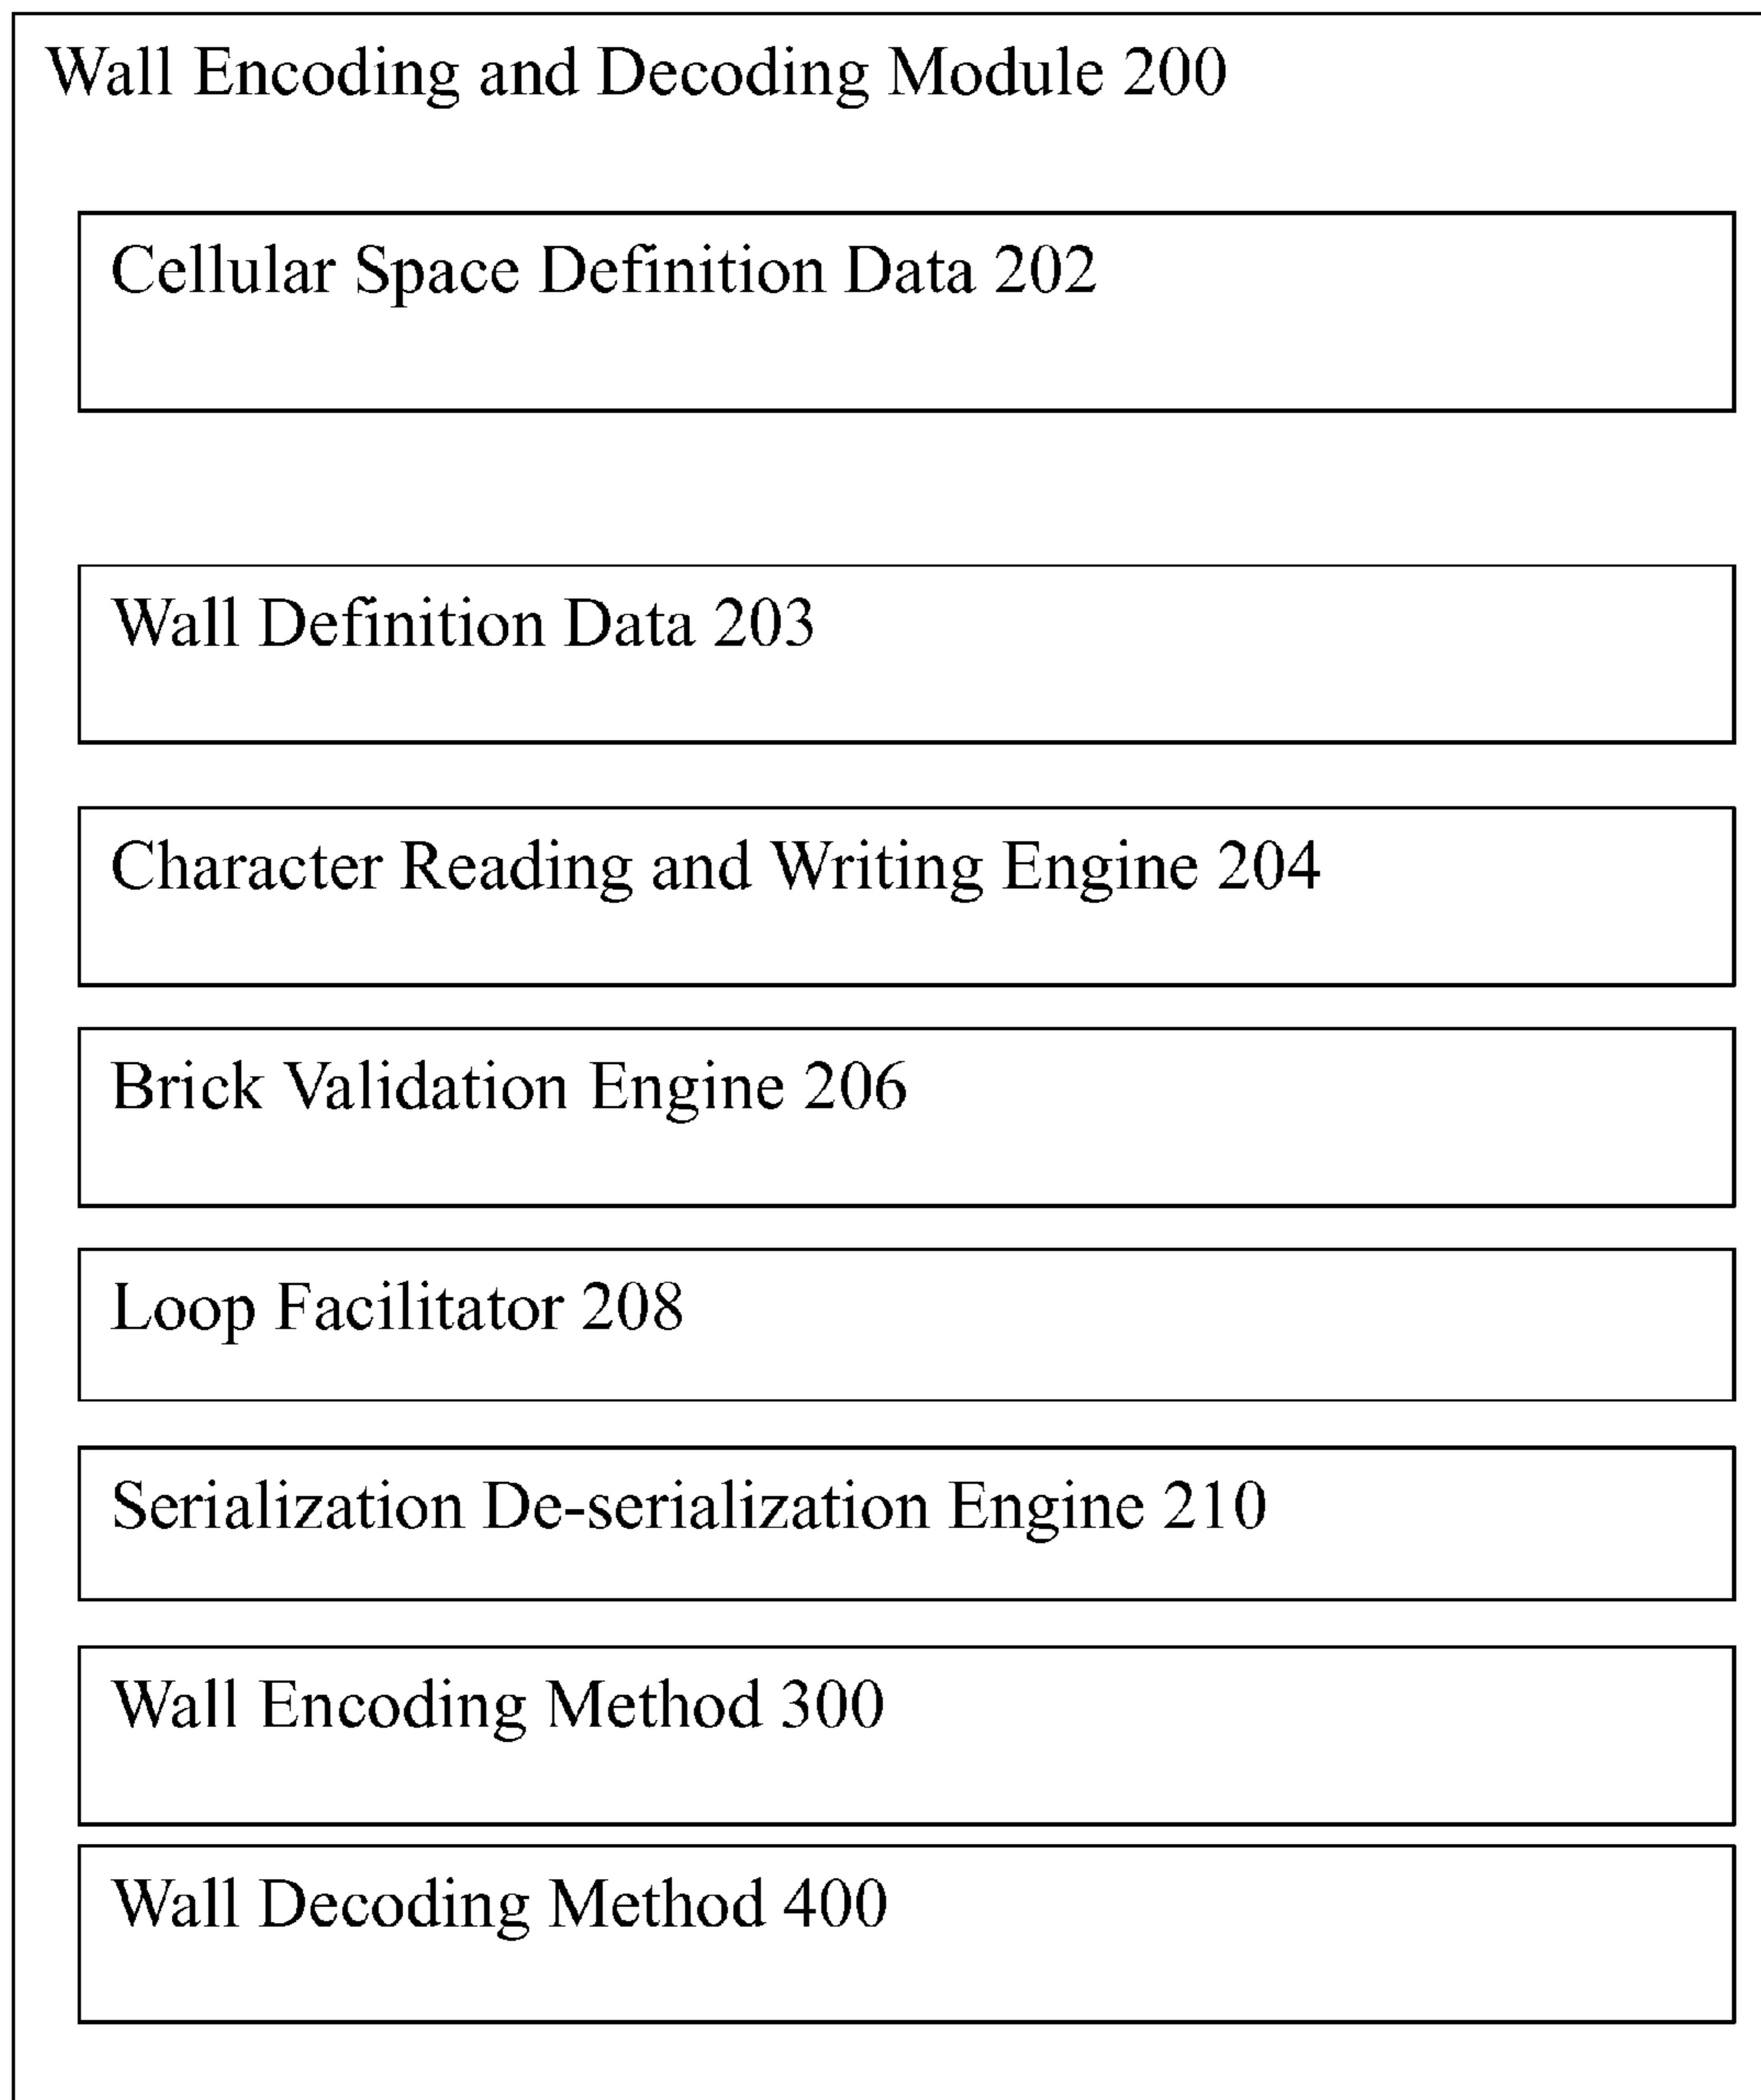 Wall Encoding and Decoding Module 200
Cellular Space Definition Data 202
Wall Definition Data 203
Character Reading and Writing Engine 204
Brick Validation Engine 206
Loop Facilitator 208
Serialization De-serialization Engine 210
Wall Encoding Method 300
Wall Decoding Method 400